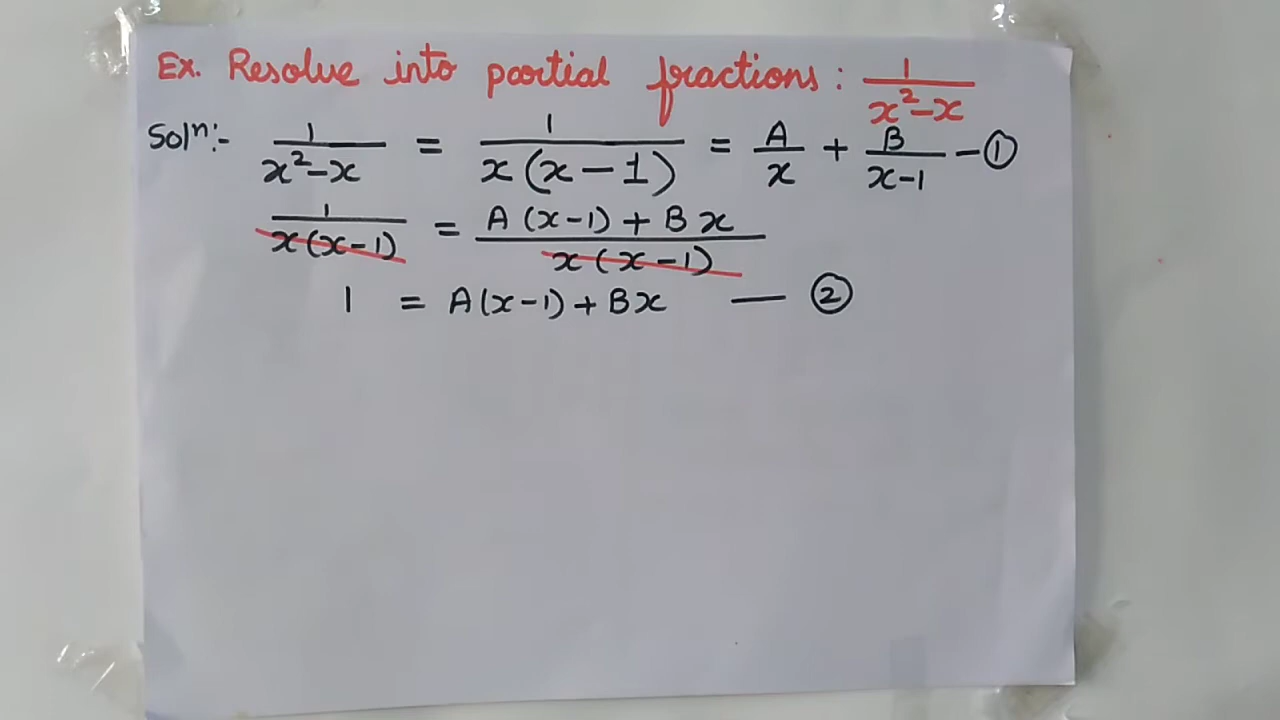 Ex. Resolve into partial fractions: 1/(x²-x)
Solⁿ:- 1/(x²-x) = 1/(x(x-1)) = A/x + B/(x-1) - ①
1/(x(x-1)) = (A(x-1) + Bx)/(x(x-1))
1 = A(x-1) + Bx — ②